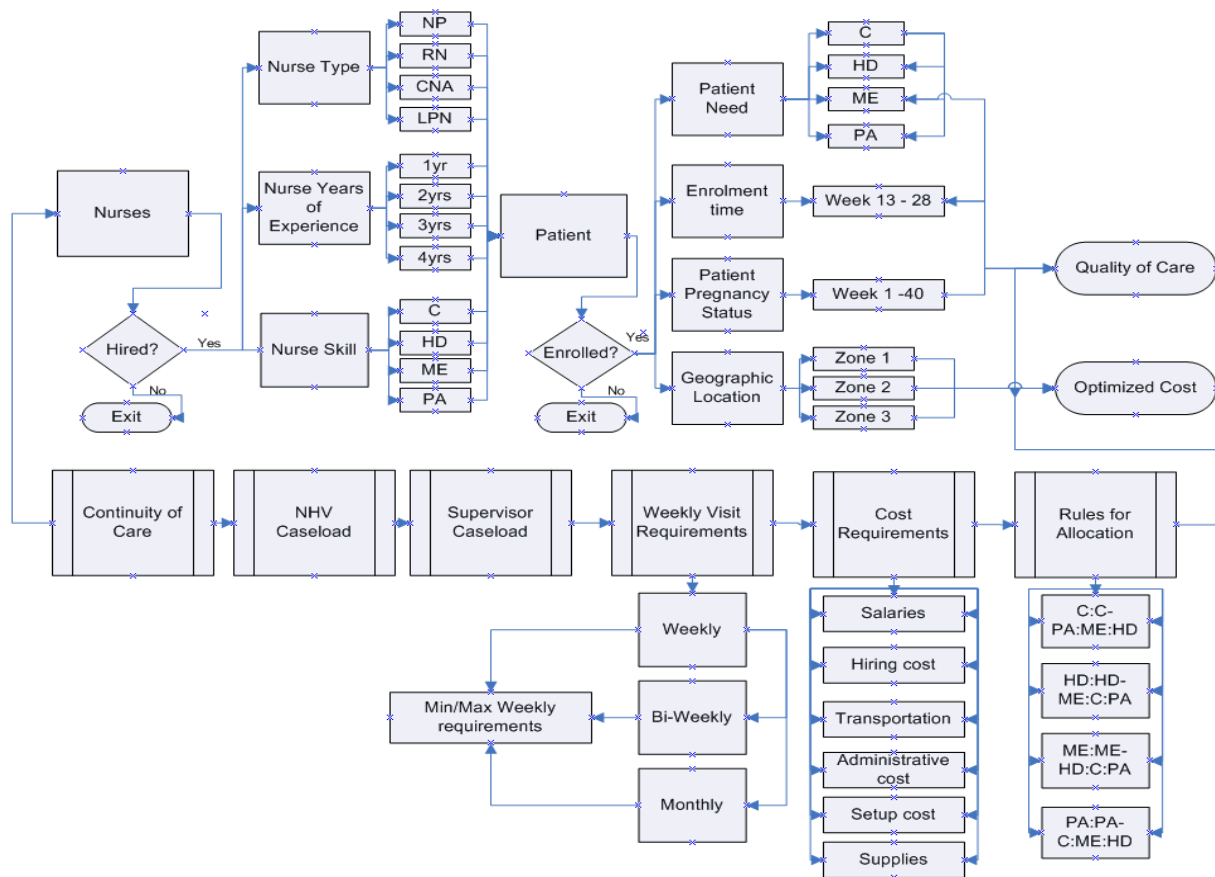 Nurses
Hired?
Yes
No
Exit
Nurse Type
NP
RN
CNA
LPN
Nurse Years
of
Experience
1yr
2yrs
3yrs
4yrs
Nurse Skill
C
HD
ME
PA
Patient
Enrolled?
Yes
No
Exit
Patient
Need
C
HD
ME
PA
Enrolment
time
Week 13 - 28
Patient
Pregnancy
Status
Week 1 -40
Geographic
Location
Zone 1
Zone 2
Zone 3
Quality of Care
Optimized Cost
Continuity of
Care
NHV
Caseload
Supervisor
Caseload
Weekly Visit
Requirements
Cost
Requirements
Rules for
Allocation
Weekly
Bi-Weekly
Monthly
Min/Max Weekly
requirements
Salaries
Hiring cost
Transportation
Administrative
cost
Setup cost
Supplies
C:C-
PA:ME:HD
HD:HD-
ME:C:PA
ME:ME-
HD:C:PA
PA:PA-
C:ME:HD